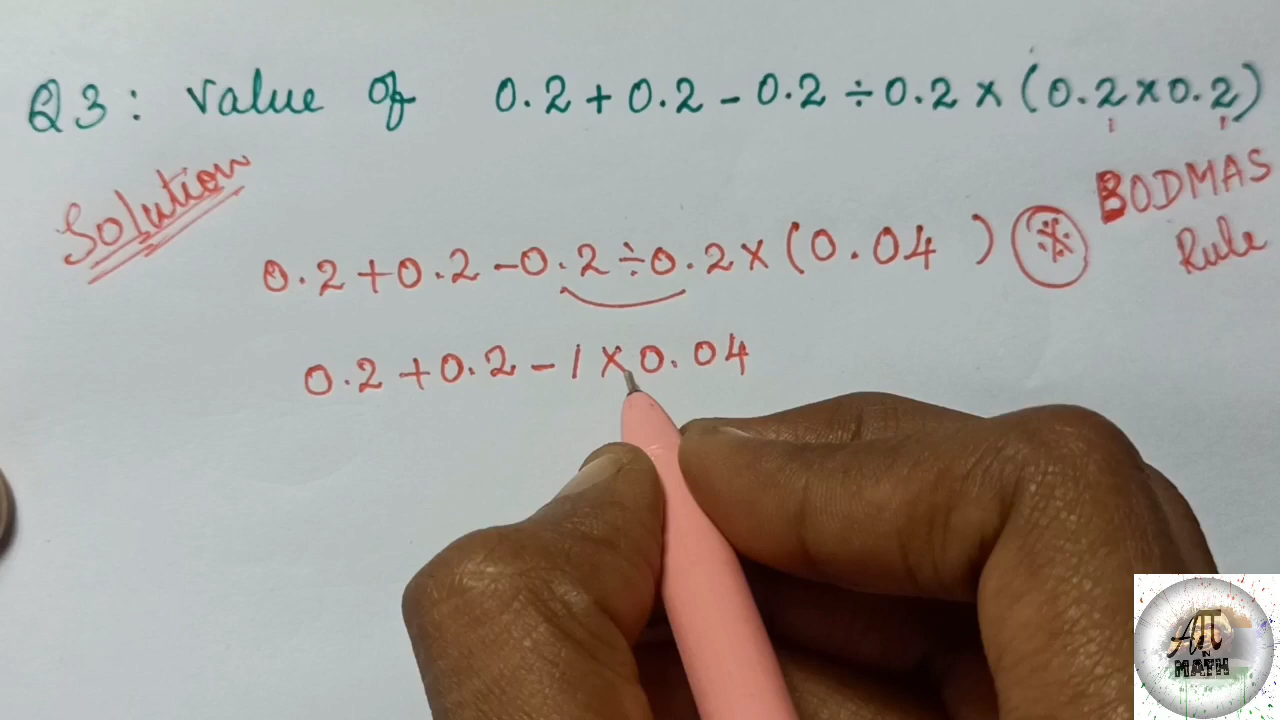 Q3: Value of 0.2 + 0.2 - 0.2 ÷ 0.2 × (0.2 × 0.2)
Solution
BODMAS
Rule
0.2 + 0.2 - 0.2 ÷ 0.2 × (0.04 )
0.2 + 0.2 - 1 × 0.04
A π IN
MATH